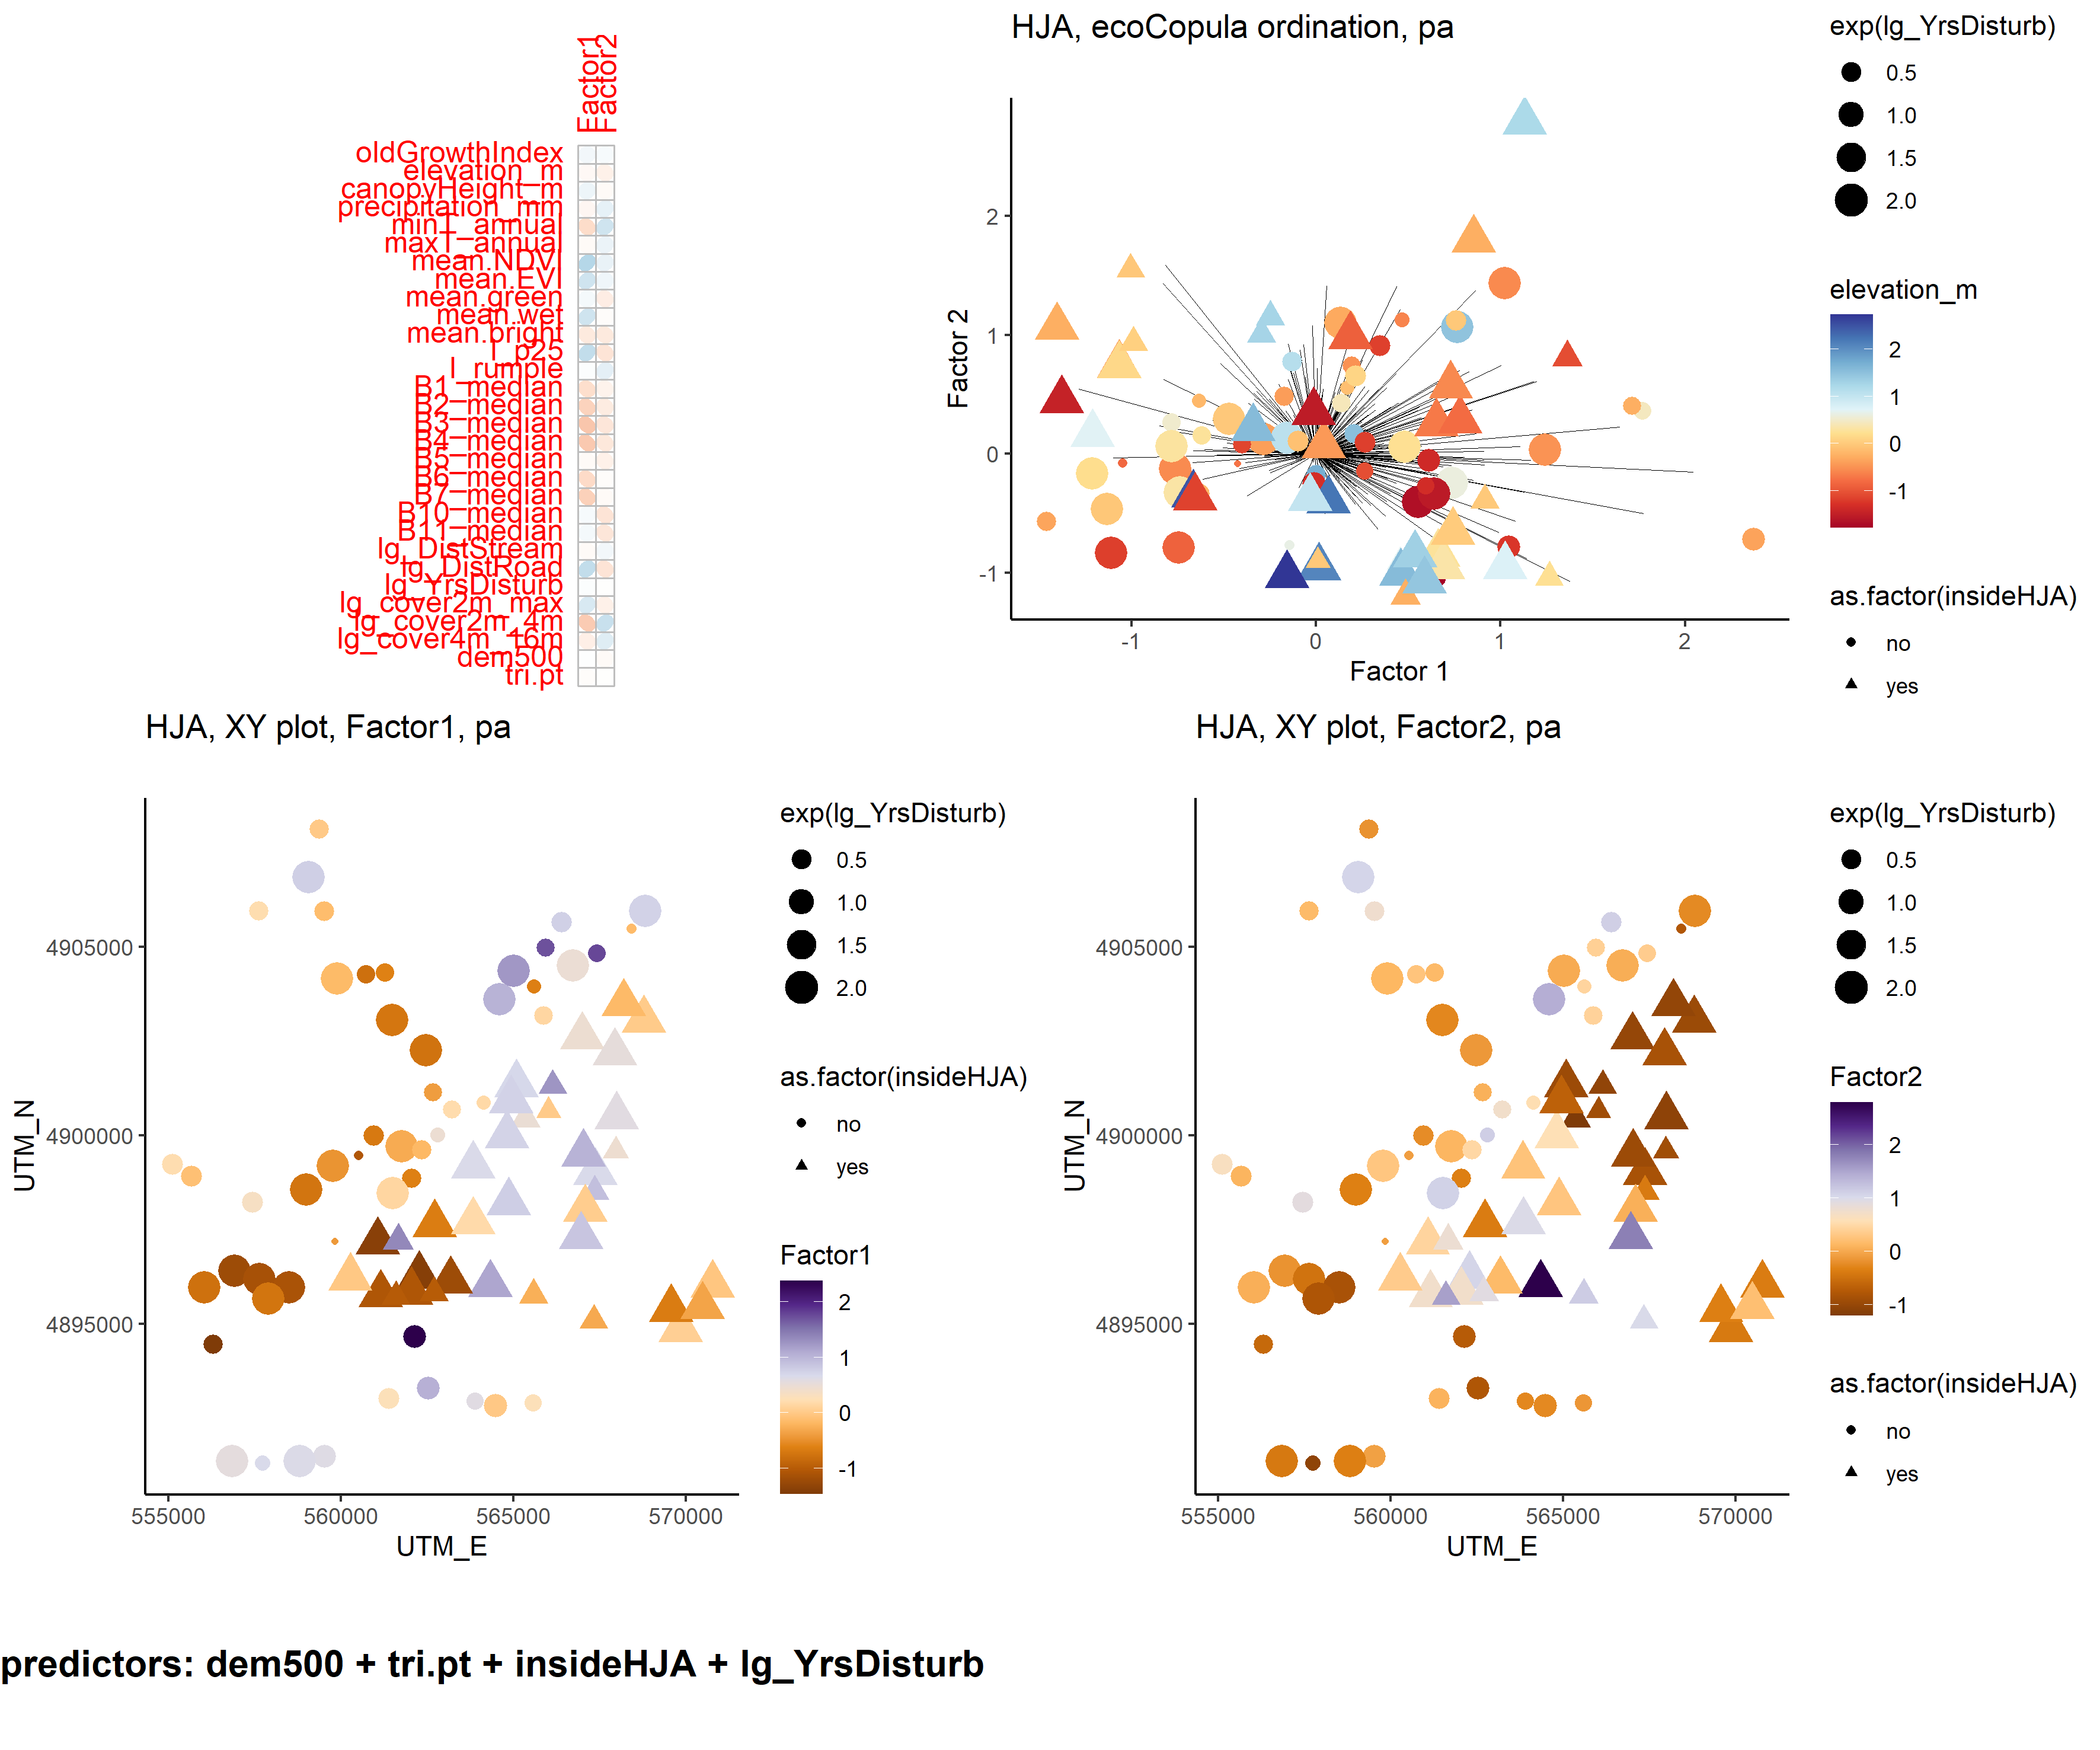 Factor1
Factor2
oldGrowthIndex
elevation_m
canopyHeight_m
precipitation_mm
minT_annual
maxT_annual
mean.NDVI
mean.EVI
mean.green
mean.wet
mean.bright
l_p25
l_rumple
B1_median
B2_median
B3_median
B4_median
B5_median
B6_median
B7_median
B10_median
B11_median
lg_DistStream
lg_DistRoad
lg_YrsDisturb
lg_cover2m_max
lg_cover2m_4m
lg_cover4m_16m
dem500
tri.pt
HJA, ecoCopula ordination, pa
Factor 2
2
1
0
-1
-1
0
1
2
Factor 1
exp(lg_YrsDisturb)
0.5
1.0
1.5
2.0
elevation_m
2
1
0
-1
as.factor(insideHJA)
no
yes
HJA, XY plot, Factor1, pa
UTM_N
4905000
4900000
4895000
555000
560000
565000
570000
UTM_E
exp(lg_YrsDisturb)
0.5
1.0
1.5
2.0
as.factor(insideHJA)
no
yes
Factor1
2
1
0
-1
HJA, XY plot, Factor2, pa
UTM_N
4905000
4900000
4895000
555000
560000
565000
570000
UTM_E
exp(lg_YrsDisturb)
0.5
1.0
1.5
2.0
Factor2
2
1
0
-1
as.factor(insideHJA)
no
yes
predictors: dem500 + tri.pt + insideHJA + lg_YrsDisturb